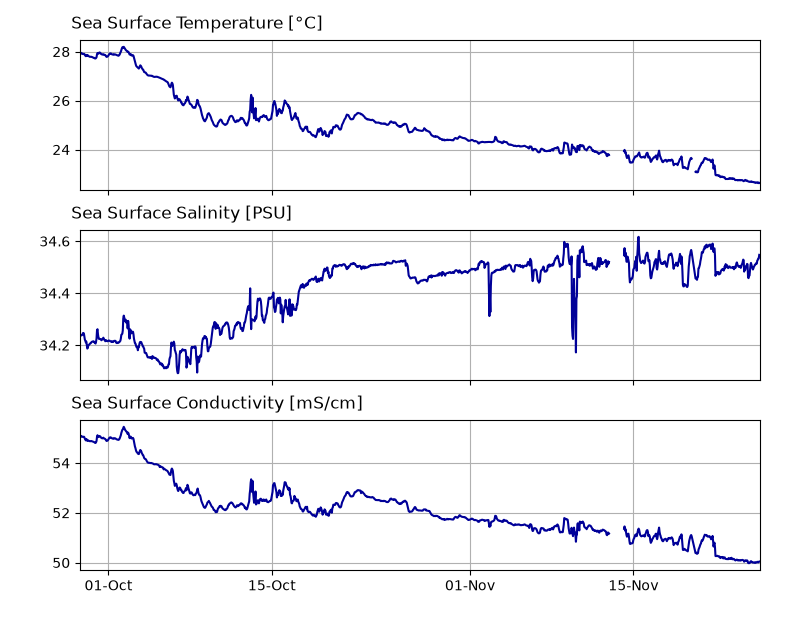 Sea Surface Temperature [°C]
28
26
24
Sea Surface Salinity [PSU]
34.6
34.4
34.2
Sea Surface Conductivity [mS/cm]
54
52
50
01-Oct 15-Oct 01-Nov 15-Nov